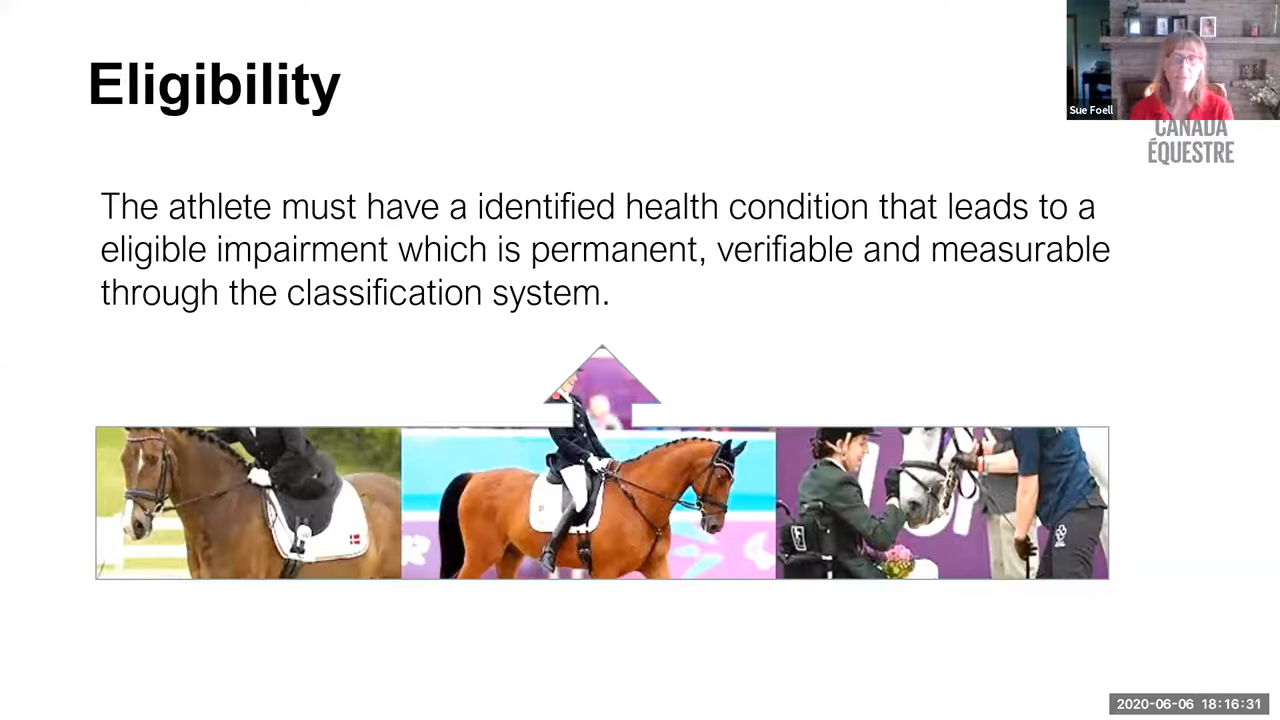 Eligibility
Sue Foell
CANADA
ÉQUESTRE
The athlete must have a identified health condition that leads to a
eligible impairment which is permanent, verifiable and measurable
through the classification system.
2020-06-06 18:16:31